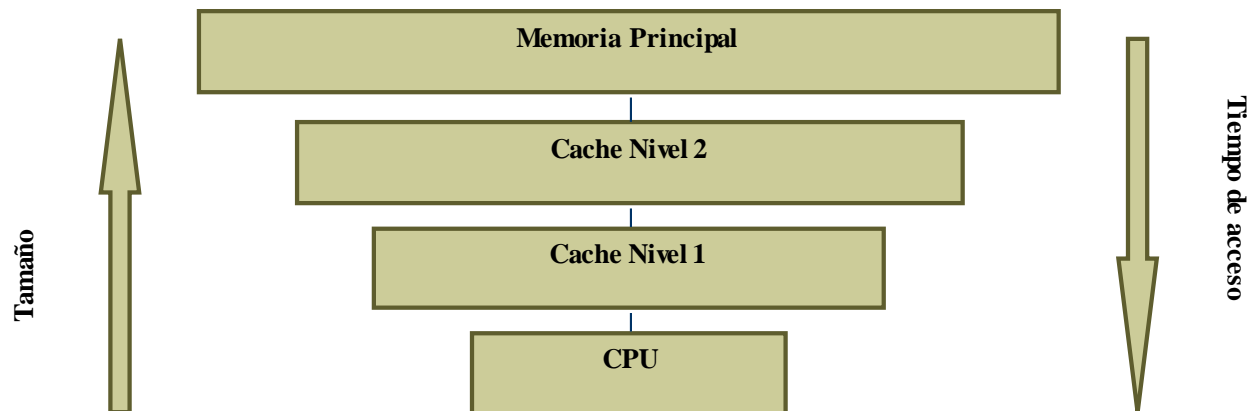 Memoria Principal
Cache Nivel 2
Cache Nivel 1
CPU
Tamaño
Tiempo de acceso